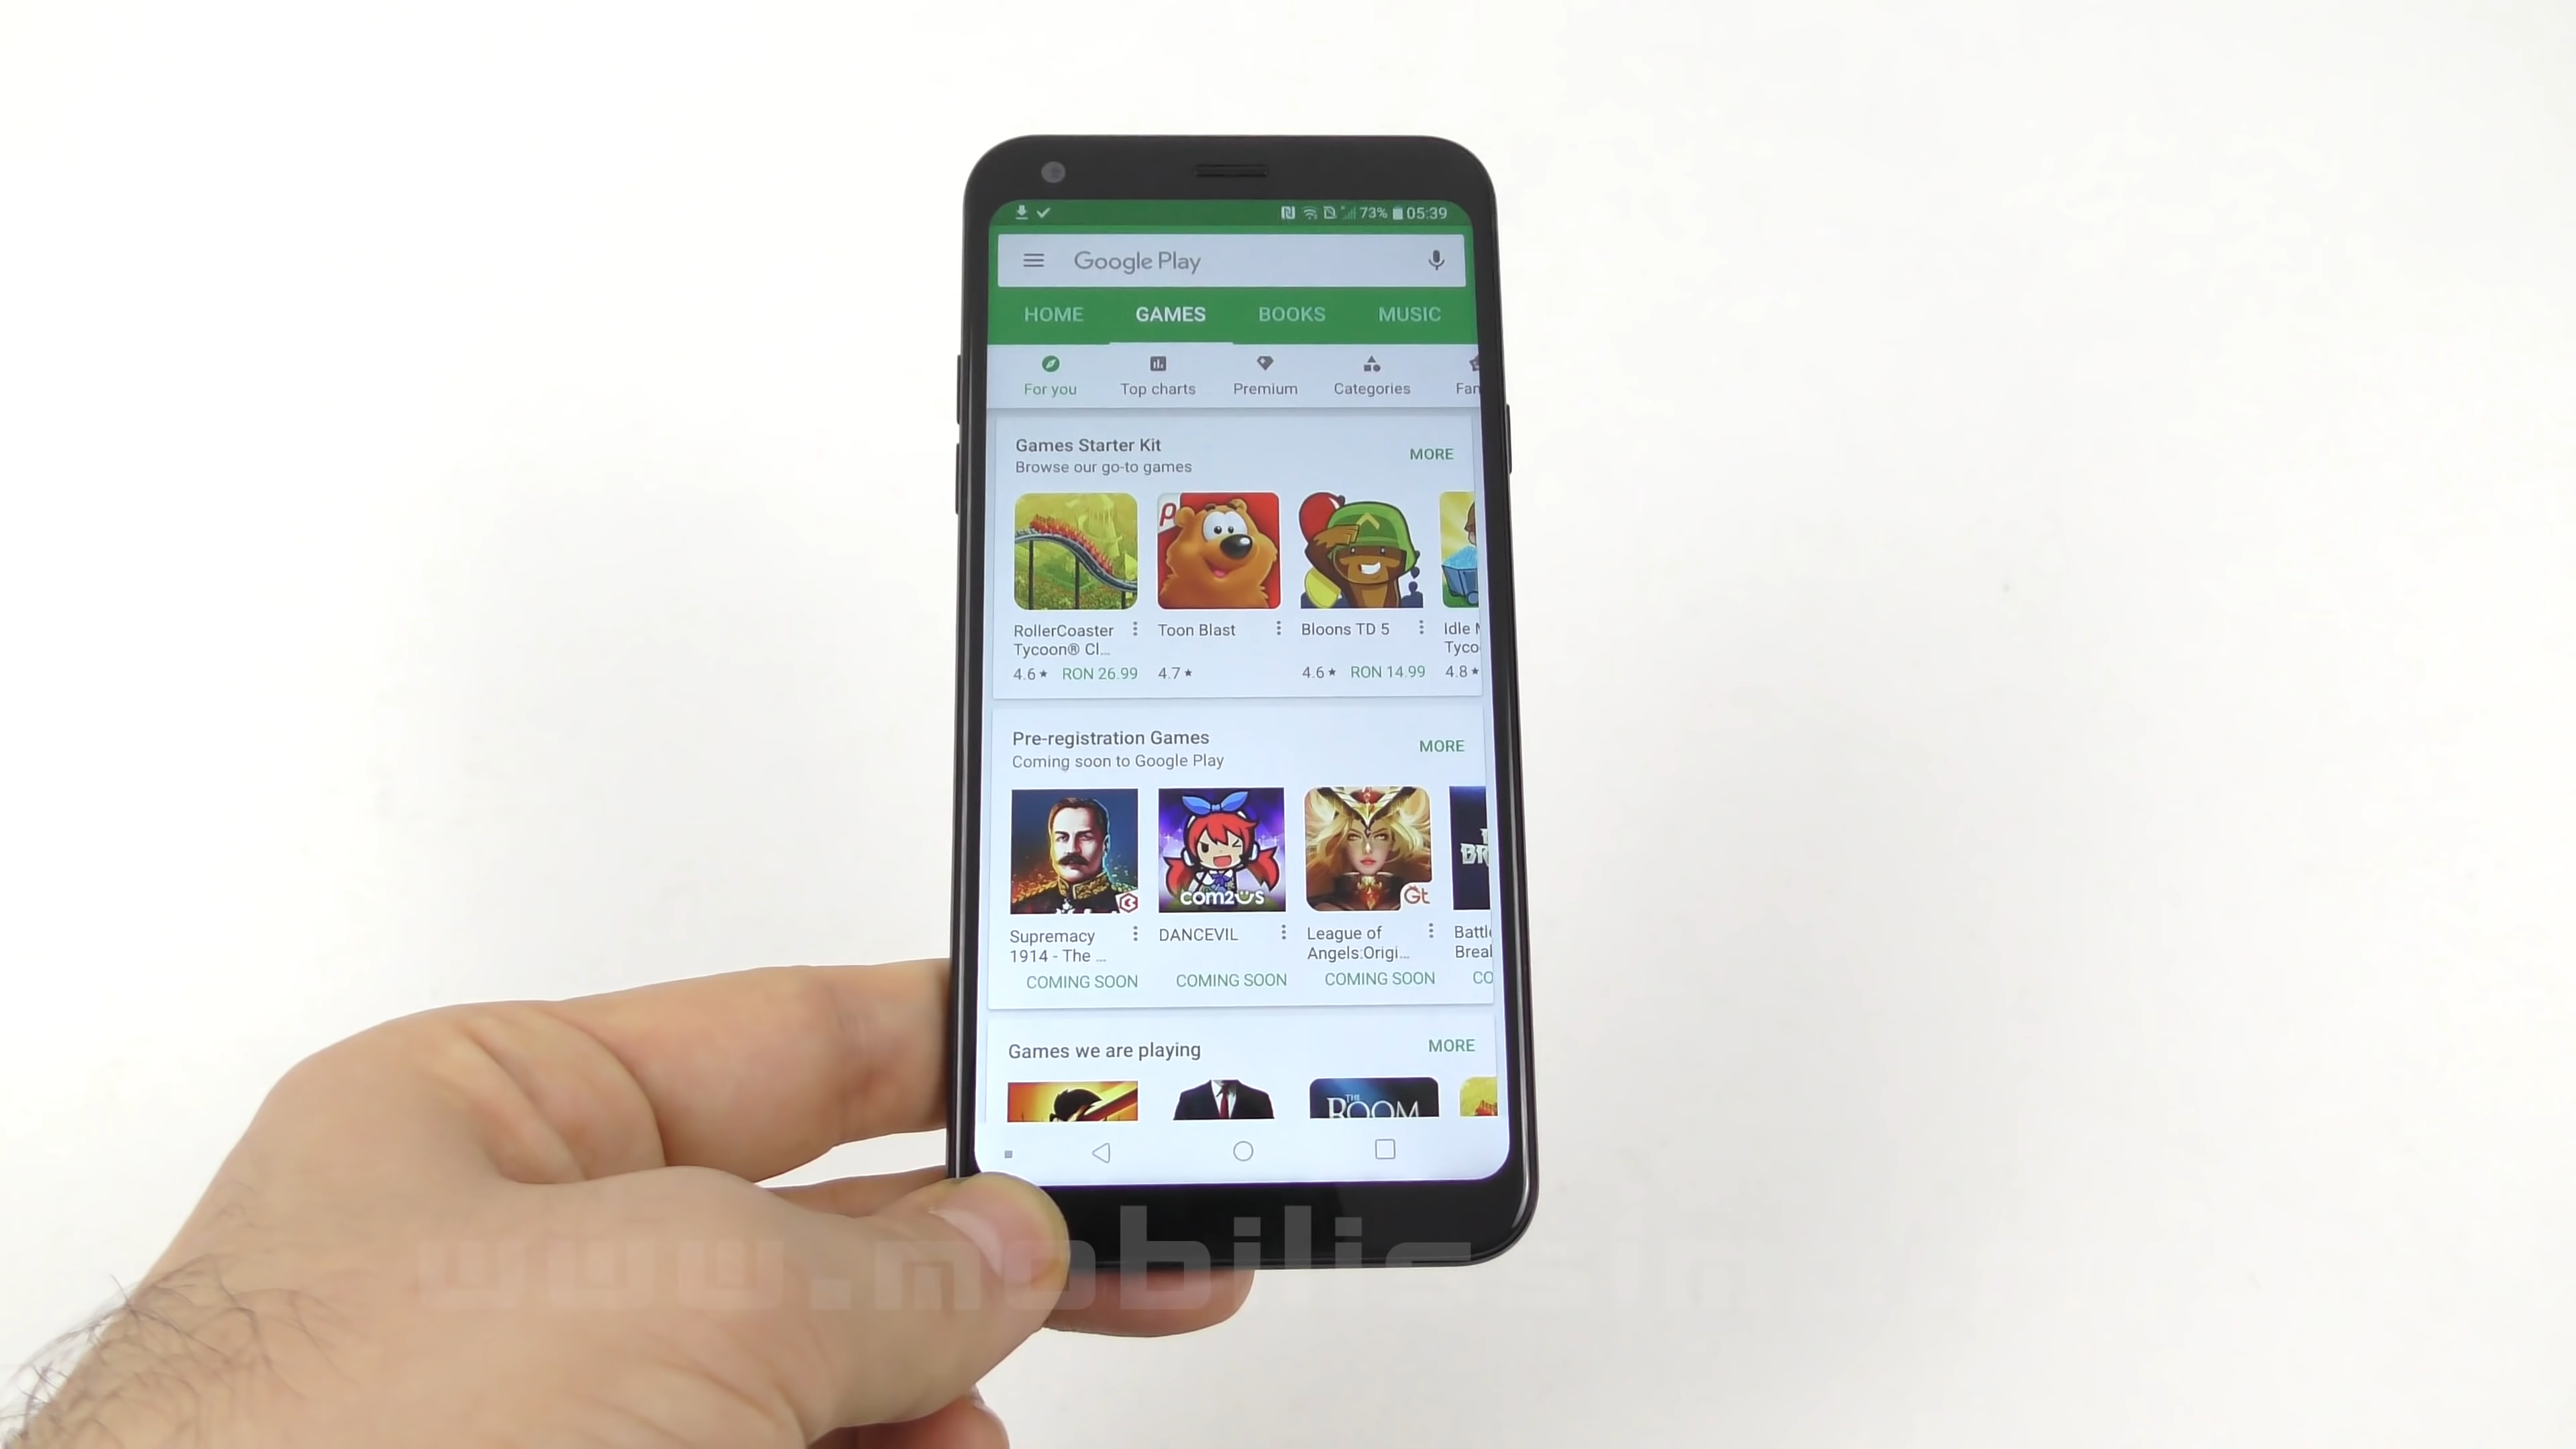 73% 05:39
Google Play
HOME GAMES BOOKS MUSIC
For you Top charts Premium Categories
Games Starter Kit
MORE
Browse our go-to games
RollerCoaster
Tycoon® Cl...
4.6★ RON 26.99
Toon Blast
4.7★
Bloons TD 5
4.6★ RON 14.99
Idle
4.8★
Pre-registration Games
MORE
Coming soon to Google Play
com2us
Gt
Supremacy
1914 - The ...
COMING SOON
DANCEVIL
COMING SOON
League of
Angels:Origi...
COMING SOON
Games we are playing
MORE
THE
ROOM
www.mobilissim